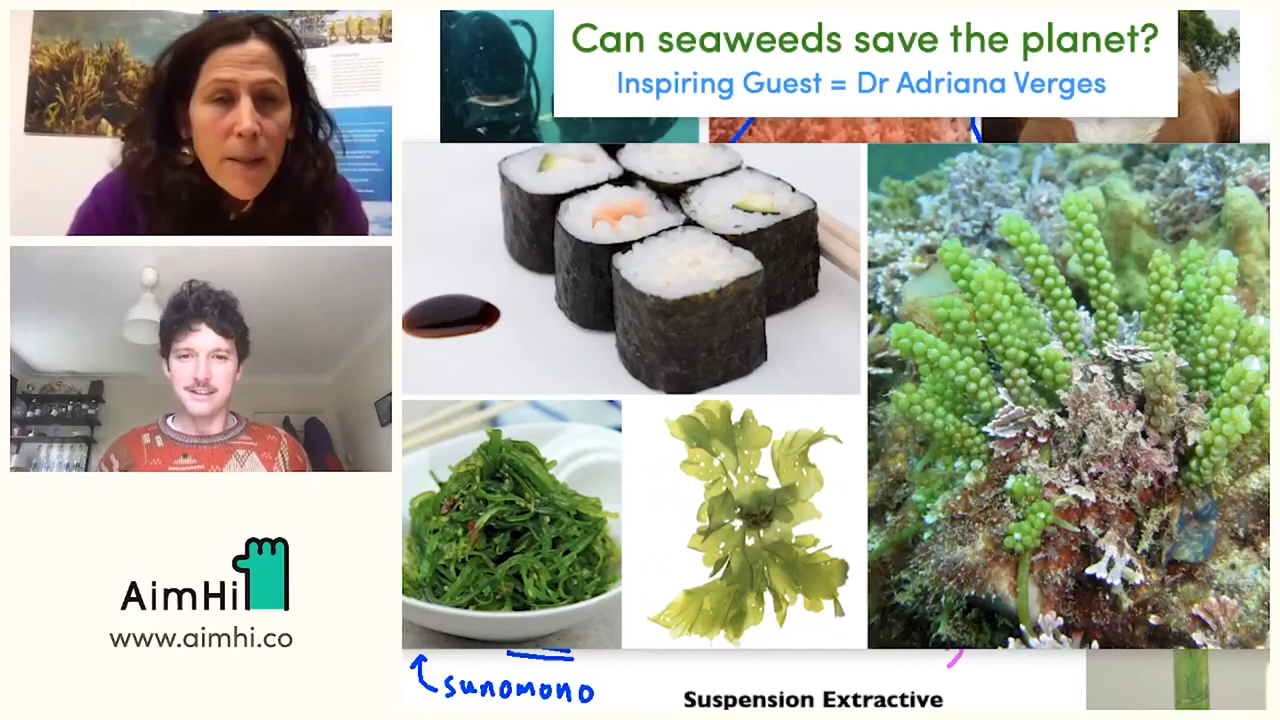 Can seaweeds save the planet?
Inspiring Guest = Dr Adriana Verges
AimHi
www.aimhi.co
sunomono
Suspension Extractive